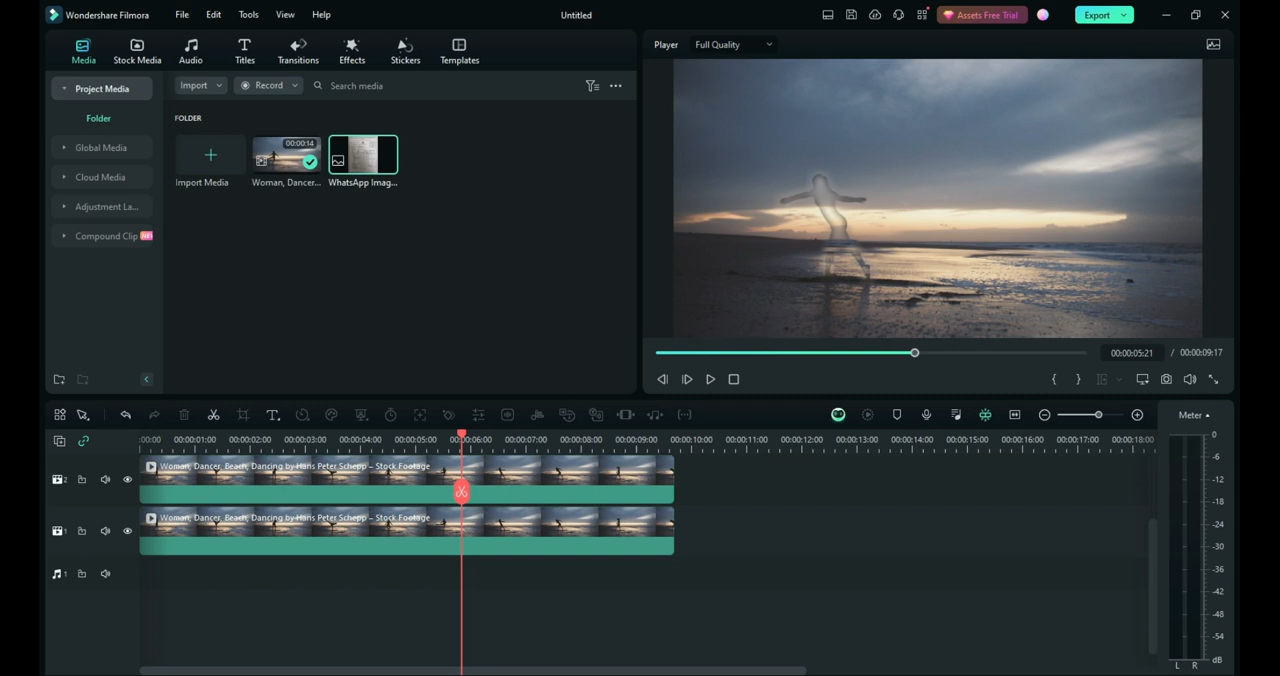 Wondershare Filmora File Edit Tools View Help Untitled Assets Free Trial Export
Media Stock Media Audio Titles Transitions Effects Stickers Templates
Player Full Quality
Project Media
Folder
Global Media
Cloud Media
Adjustment La...
Compound Clip
Import Record Search media
FOLDER
00:00:14
Import Media Woman, Dancer... WhatsApp Imag...
00:00:05:21 / 00:00:09:17
Meter
:00:00 00:00:01:00 00:00:02:00 00:00:03:00 00:00:04:00 00:00:05:00 00:00:06:00 00:00:07:00 00:00:08:00 00:00:09:00 00:00:10:00 00:00:11:00 00:00:12:00 00:00:13:00 00:00:14:00 00:00:15:00 00:00:16:00 00:00:17:00 00:00:18:00
2 Woman, Dancer, Beach, Dancing by Hans Peter Schepp – Stock Footage
1 Woman, Dancer, Beach, Dancing by Hans Peter Schepp – Stock Footage
1
0
-6
-12
-18
-24
-30
-36
-42
-48
-54
dB
L R